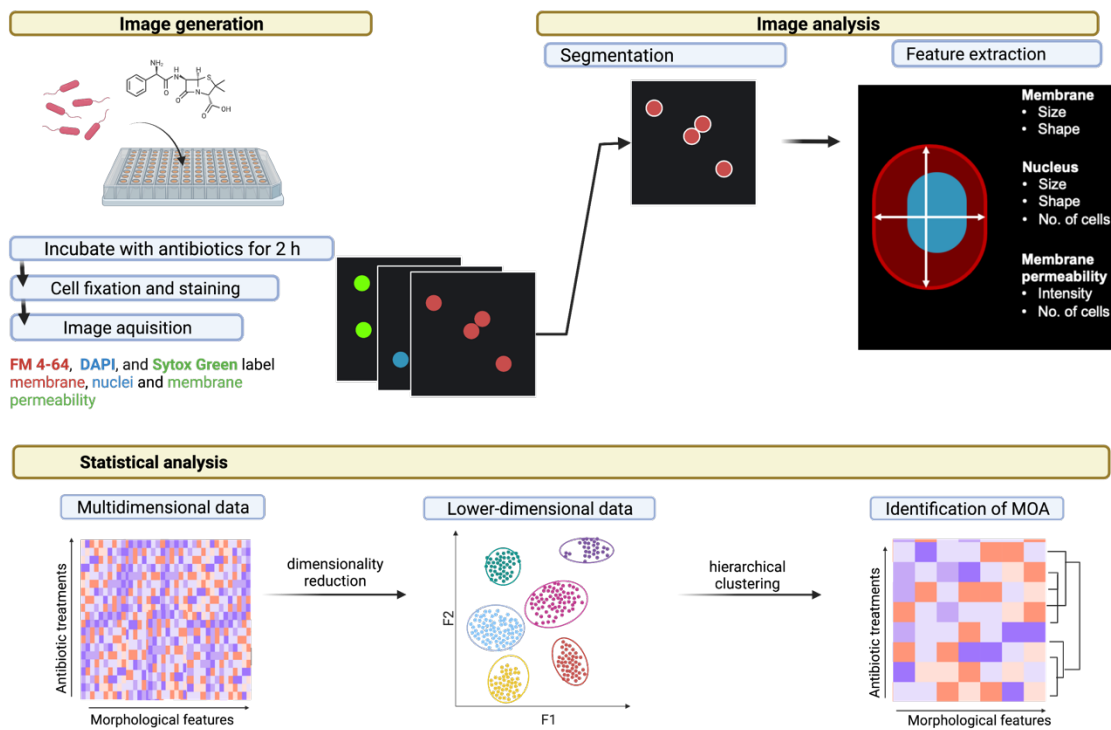 Image generation
Image analysis
Segmentation
Feature extraction
NH₂
H
N
H
S
O
N
O
O
OH
Membrane
• Size
• Shape
Nucleus
• Size
• Shape
• No. of cells
Membrane
permeability
• Intensity
• No. of cells
Incubate with antibiotics for 2 h
Cell fixation and staining
Image aquisition
FM 4-64, DAPI, and Sytox Green label
membrane, nuclei and membrane
permeability
Statistical analysis
Multidimensional data
Lower-dimensional data
Identification of MOA
Antibiotic treatments
Morphological features
dimensionality
reduction
F2
F1
hierarchical
clustering
Antibiotic treatments
Morphological features